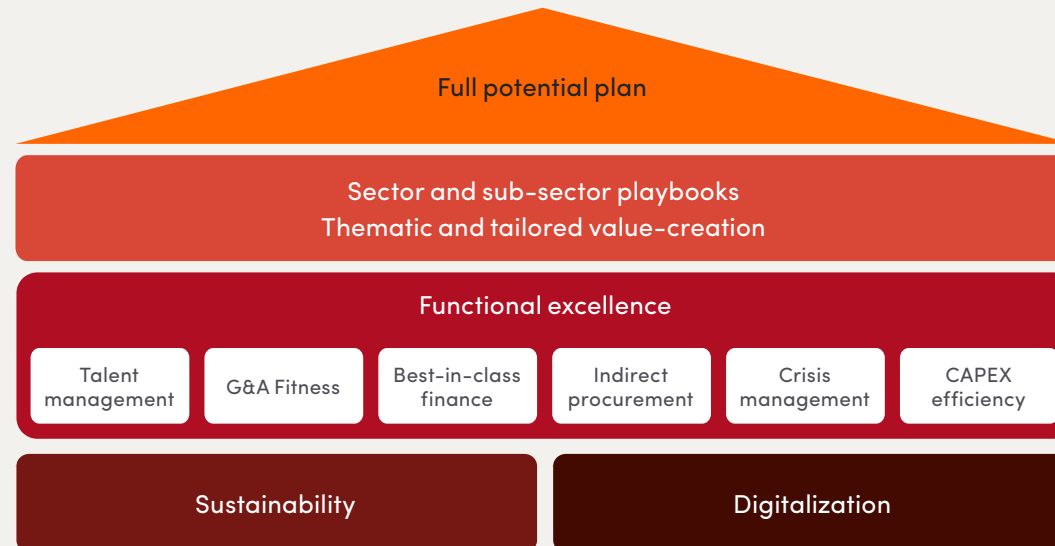 Full potential plan
Sector and sub-sector playbooks
Thematic and tailored value-creation
Functional excellence
Talent
management
G&A Fitness
Best-in-class
finance
Indirect
procurement
Crisis
management
CAPEX
efficiency
Sustainability
Digitalization